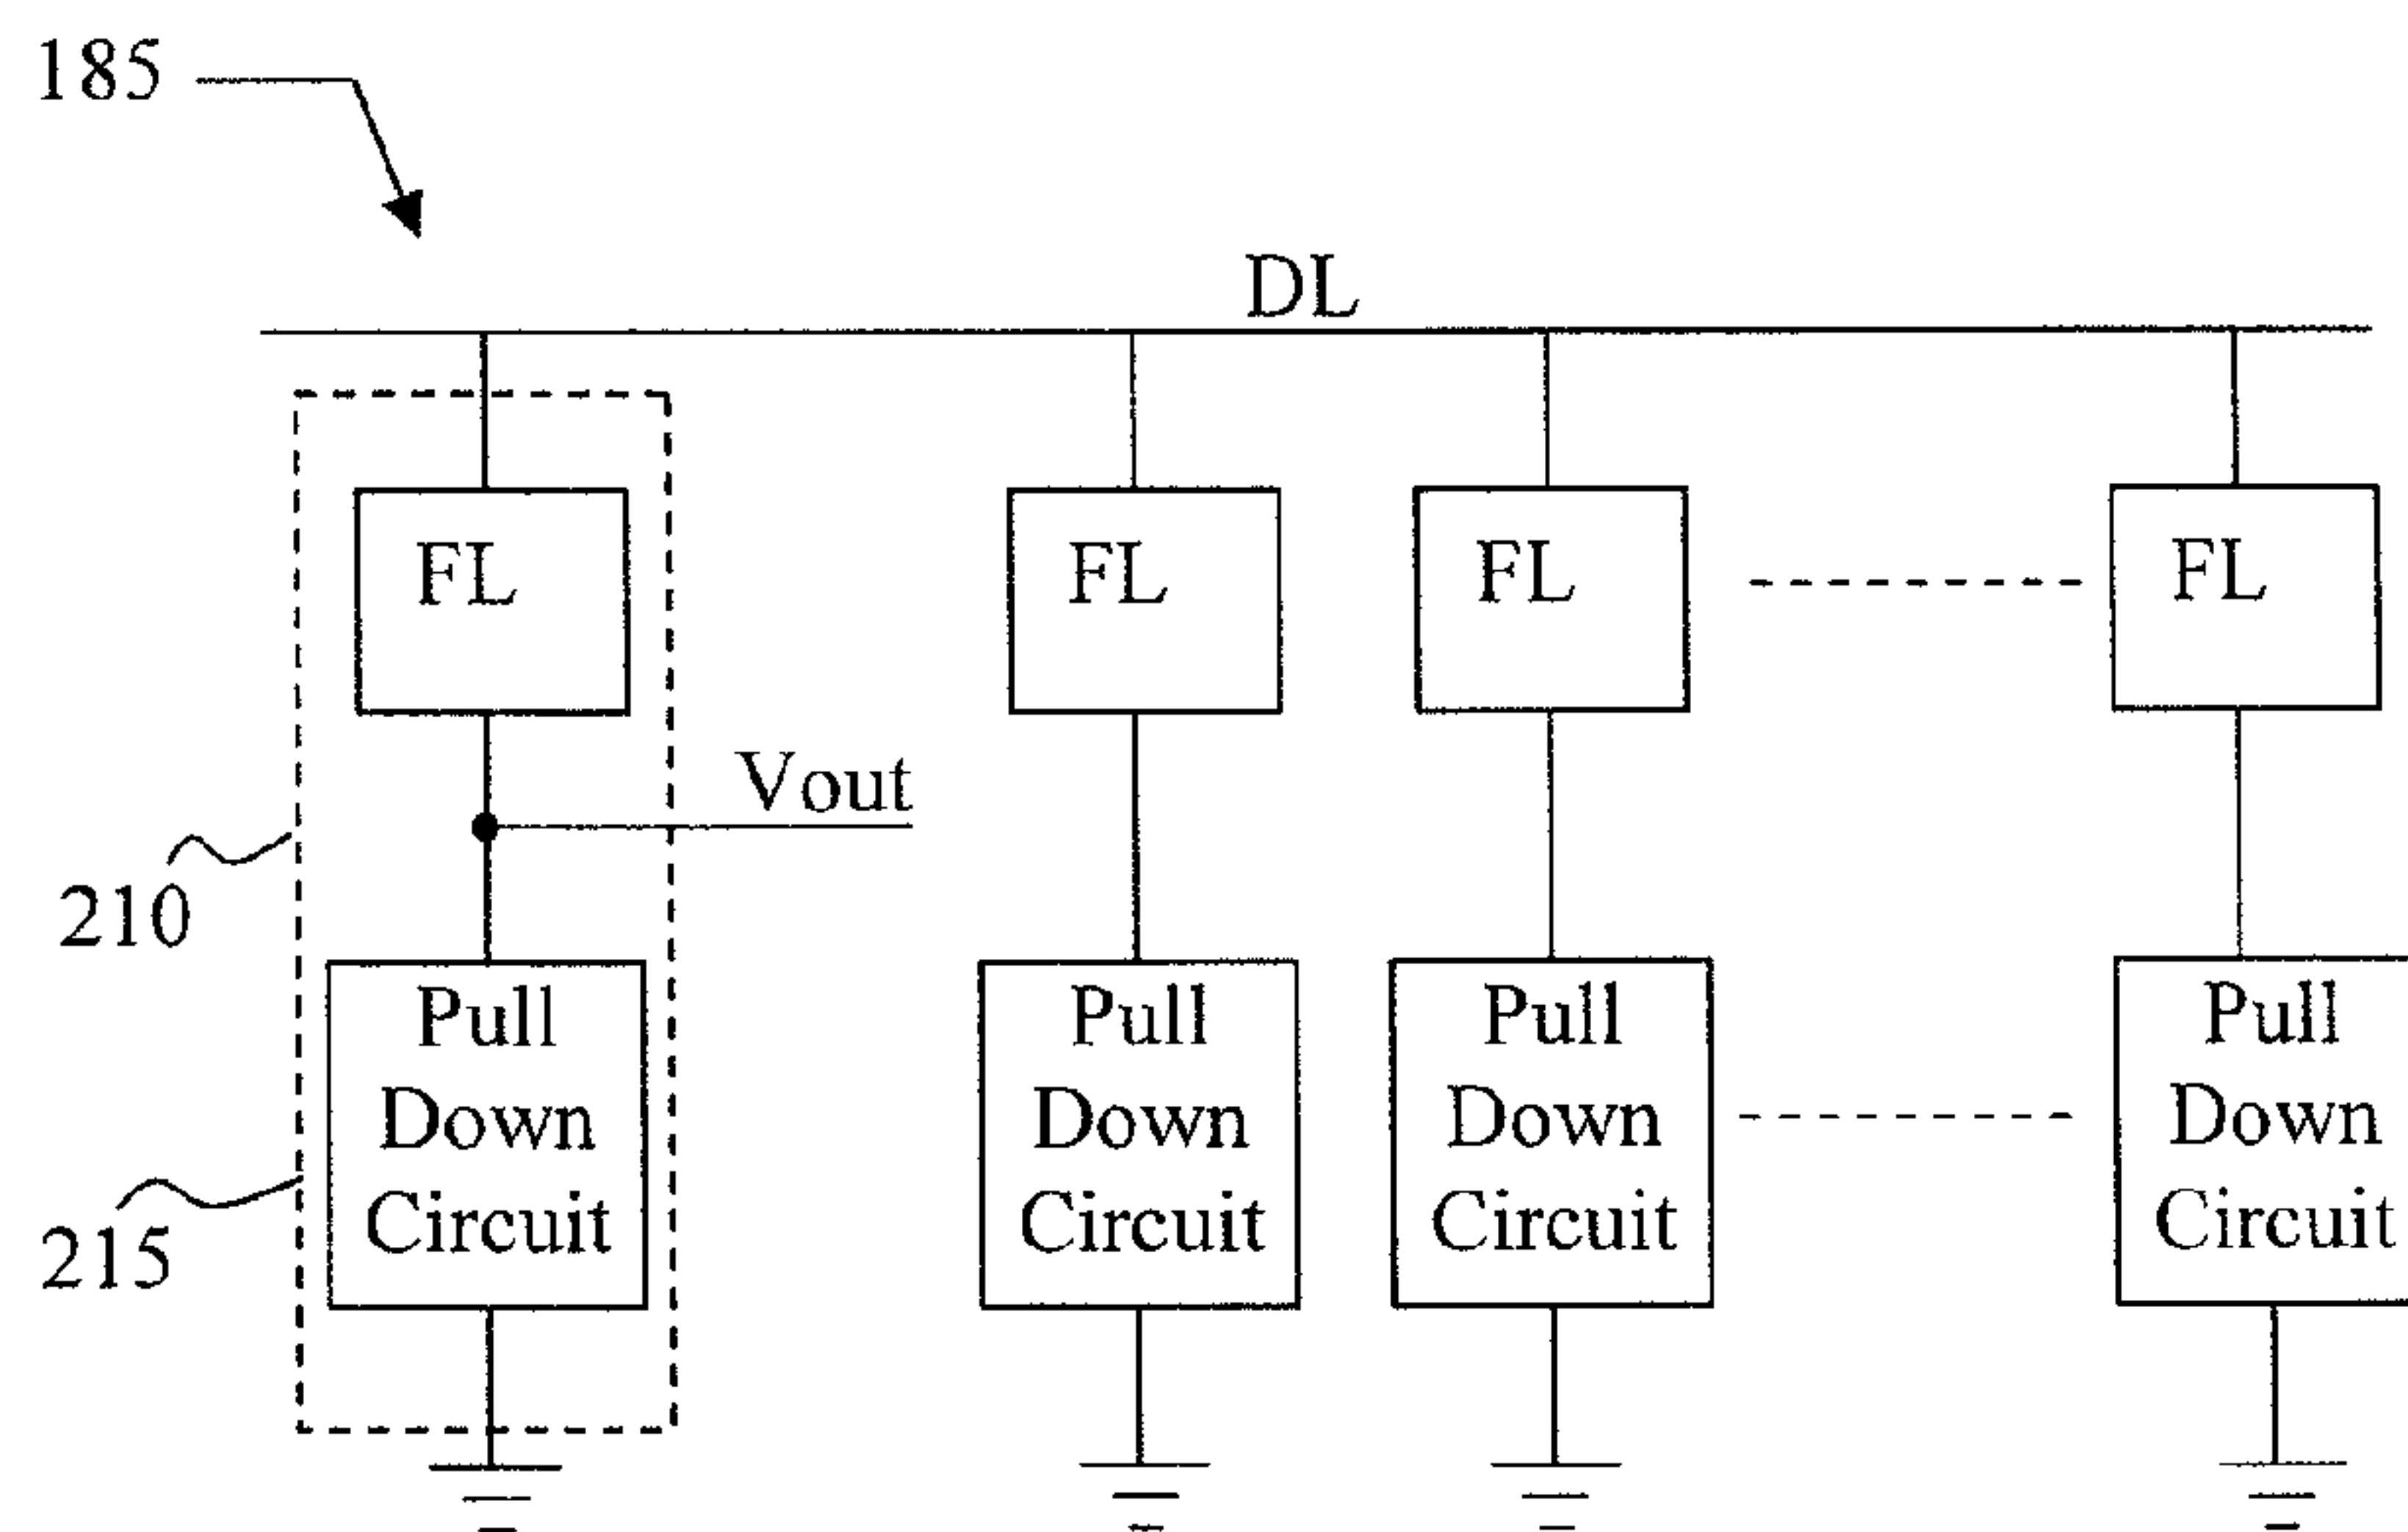 185
DL
FL
FL
FL
FL
Vout
210
Pull
Down
Circuit
Pull
Down
Circuit
Pull
Down
Circuit
Pull
Down
Circuit
215